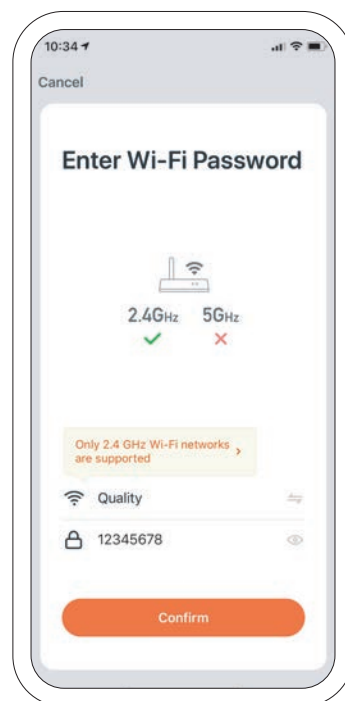 10:34
Cancel
Enter Wi-Fi Password
2.4GHz 5GHz
Only 2.4 GHz Wi-Fi networks
are supported
Quality
12345678
Confirm